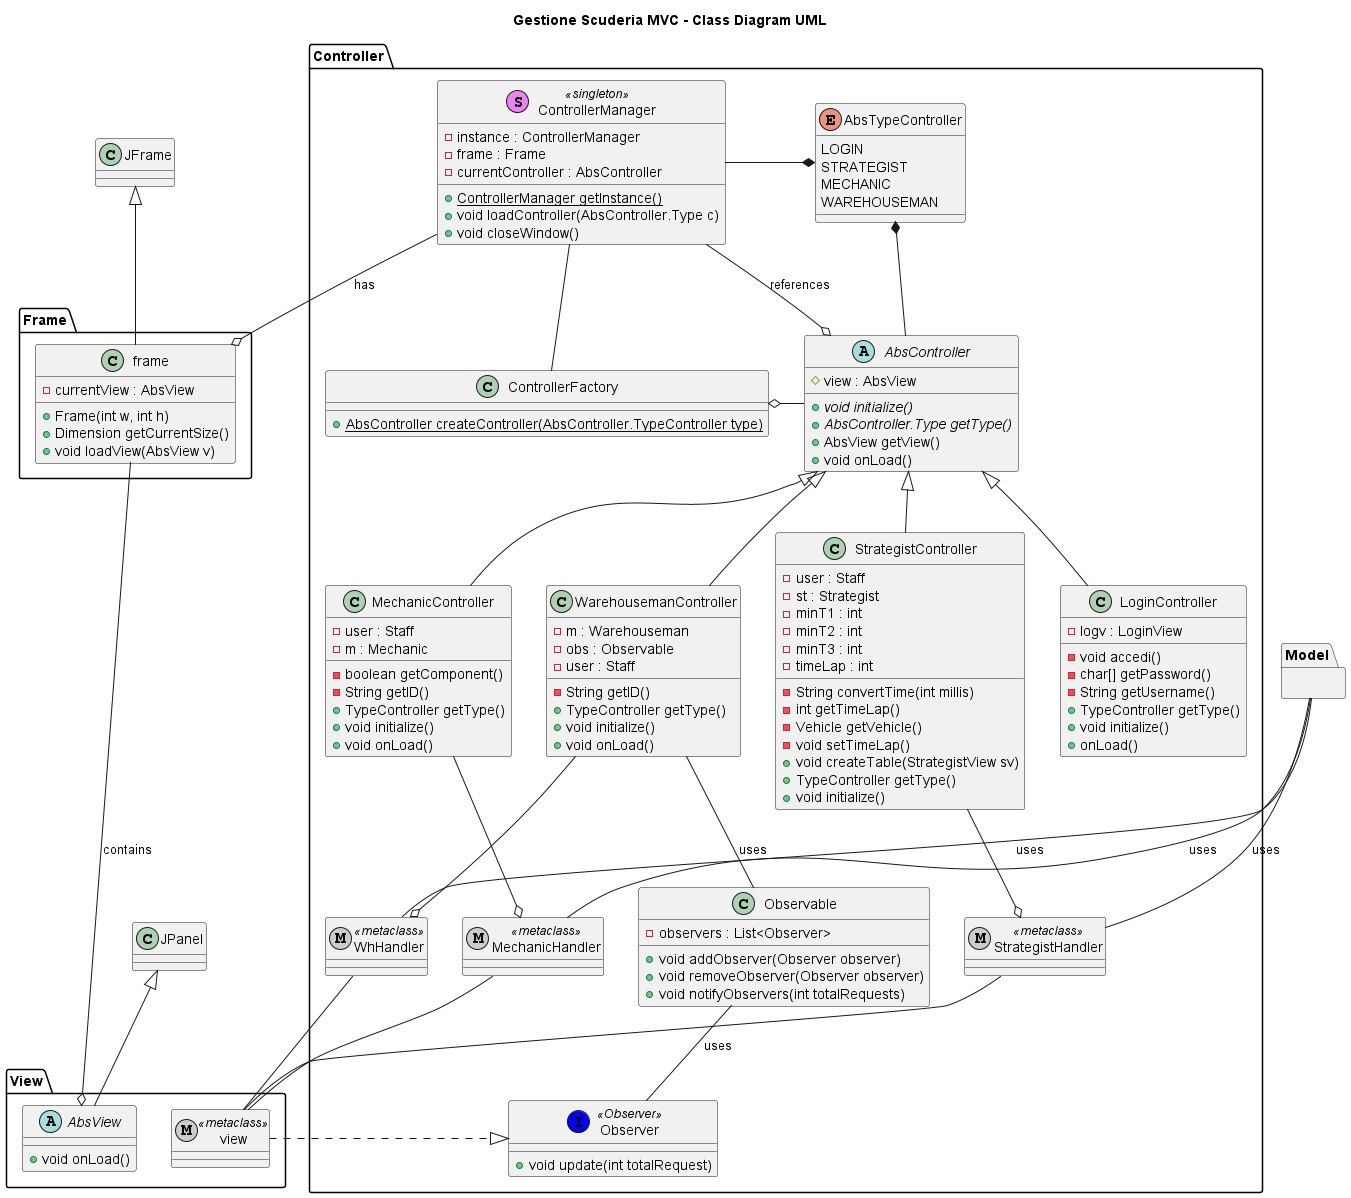 Gestione Scuderia MVC - Class Diagram UML
Controller
S
«singleton»
ControllerManager
instance : ControllerManager
frame : Frame
currentController : AbsController
ControllerManager getInstance()
void loadController(AbsController.Type c)
void closeWindow()
E AbsTypeController
LOGIN
STRATEGIST
MECHANIC
WAREHOUSEMAN
C JFrame
has
references
Frame
C frame
currentView : AbsView
Frame(int w, int h)
Dimension getCurrentSize()
void loadView(AbsView v)
C ControllerFactory
AbsController createController(AbsController.TypeController type)
A AbsController
view : AbsView
void initialize()
AbsController.Type getType()
AbsView getView()
void onLoad()
C MechanicController
user : Staff
m : Mechanic
boolean getComponent()
String getID()
TypeController getType()
void initialize()
void onLoad()
C WarehousemanController
m : Warehouseman
obs : Observable
user : Staff
String getID()
TypeController getType()
void initialize()
void onLoad()
C StrategistController
user : Staff
st : Strategist
minT1 : int
minT2 : int
minT3 : int
timeLap : int
String convertTime(int millis)
int getTimeLap()
Vehicle getVehicle()
void setTimeLap()
void createTable(StrategistView sv)
TypeController getType()
void initialize()
C LoginController
logv : LoginView
void accedi()
char[] getPassword()
String getUsername()
TypeController getType()
void initialize()
onLoad()
Model
contains
uses
uses
uses
uses
C JPanel
M
«metaclass»
WhHandler
M
«metaclass»
MechanicHandler
C Observable
observers : List<Observer>
void addObserver(Observer observer)
void removeObserver(Observer observer)
void notifyObservers(int totalRequests)
M
«metaclass»
StrategistHandler
uses
View
A AbsView
void onLoad()
M
«metaclass»
view
I
«Observer»
Observer
void update(int totalRequest)